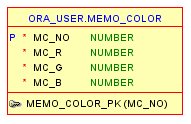 ORA_USER.MEMO_COLOR
P * MC_NO NUMBER
* MC_R NUMBER
* MC_G NUMBER
* MC_B NUMBER
MEMO_COLOR_PK (MC_NO)